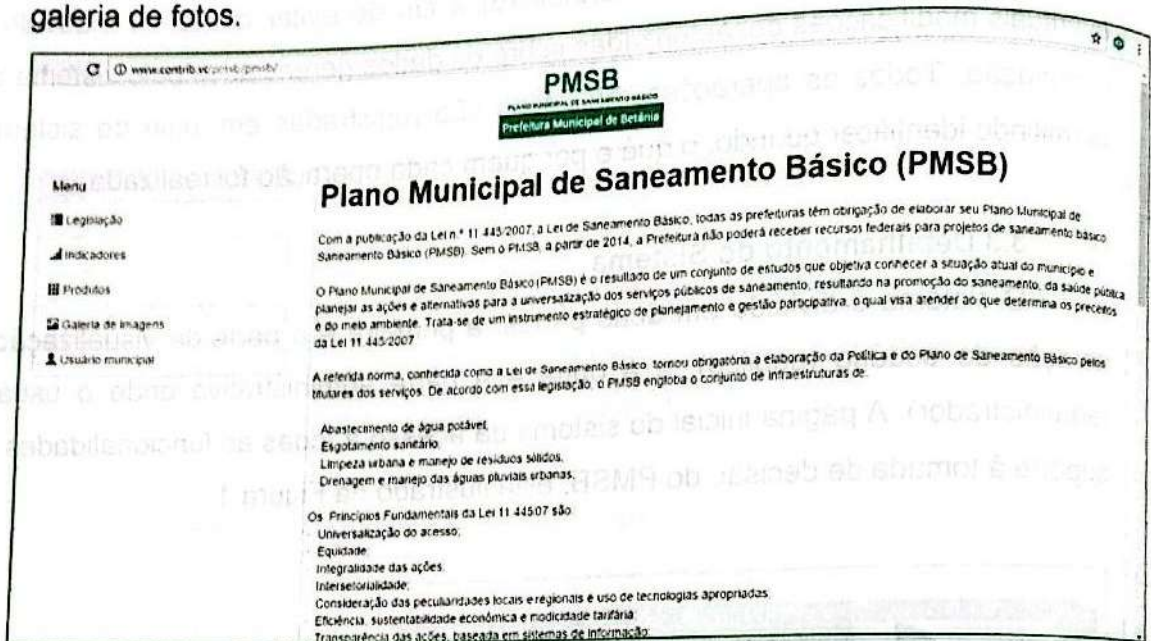 galeria de fotos.
PMSB
PLANO MUNICIPAL DE SANEAMENTO BÁSICO
Prefeitura Municipal de Betânia
Menu
Legislação
Indicadores
Produtos
Galeria de imagens
Usuário municipal
Plano Municipal de Saneamento Básico (PMSB)
Com a publicação da Lei n.º 11.445/2007, a Lei de Saneamento Básico, todas as prefeituras têm obrigação de elaborar seu Plano Municipal de
Saneamento Básico (PMSB). Sem o PMSB, a partir de 2014, a Prefeitura não poderá receber recursos federais para projetos de saneamento básico.
O Plano Municipal de Saneamento Básico (PMSB) é o resultado de um conjunto de estudos que objetiva conhecer a situação atual do município e
planejar as ações e alternativas para a universalização dos serviços públicos de saneamento, resultando na promoção do saneamento, da saúde pública
e do meio ambiente. Trata-se de um instrumento estratégico de planejamento e gestão participativa, o qual visa atender ao que determina os preceitos
da Lei 11.445/2007.
A referida norma, conhecida como a Lei de Saneamento Básico, tornou obrigatória a elaboração da Política e do Plano de Saneamento Básico pelos
titulares dos serviços. De acordo com essa legislação, o PMSB engloba o conjunto de infraestruturas de:
Abastecimento de água potável;
Esgotamento sanitário;
Limpeza urbana e manejo de resíduos sólidos;
Drenagem e manejo das águas pluviais urbanas;
Os Princípios Fundamentais da Lei 11.44507 são
Universalização do acesso;
Equidade;
Integralidade das ações;
Intersetorialidade;
Consideração das peculiaridades locais e regionais e uso de tecnologias apropriadas;
Eficiência, sustentabilidade econômica e modicidade tarifária;
Transparência das ações, baseada em sistemas de informação;